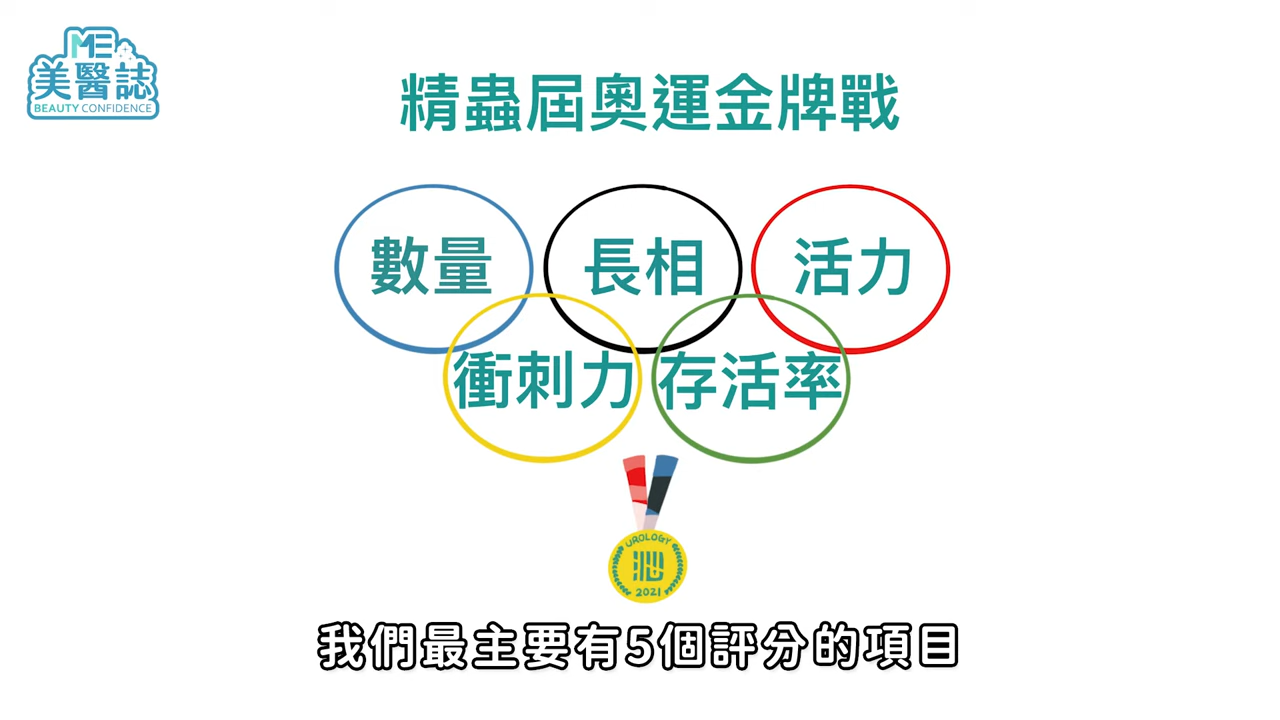 ME
美醫誌
BEAUTY CONFIDENCE
精蟲屆奧運金牌戰
數量
長相
活力
衝刺力
存活率
UROLOGY
沁
2021
我們最主要有5個評分的項目